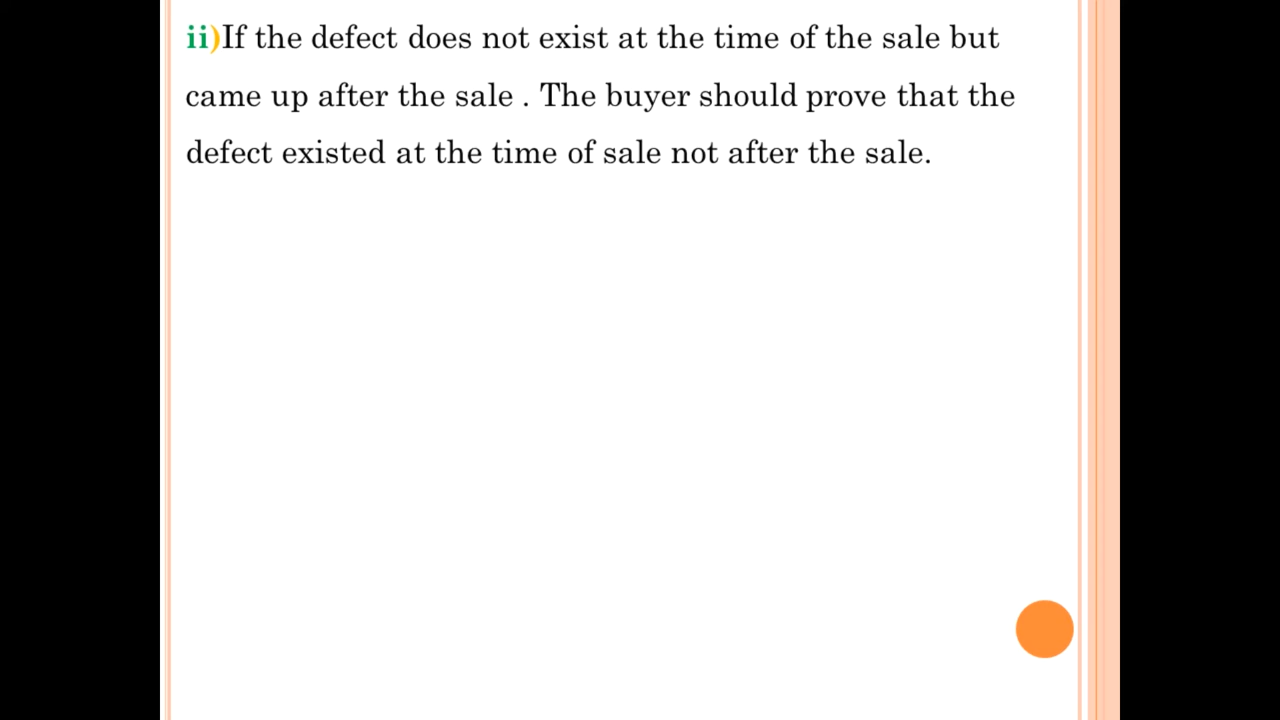 ii)If the defect does not exist at the time of the sale but
came up after the sale . The buyer should prove that the
defect existed at the time of sale not after the sale.